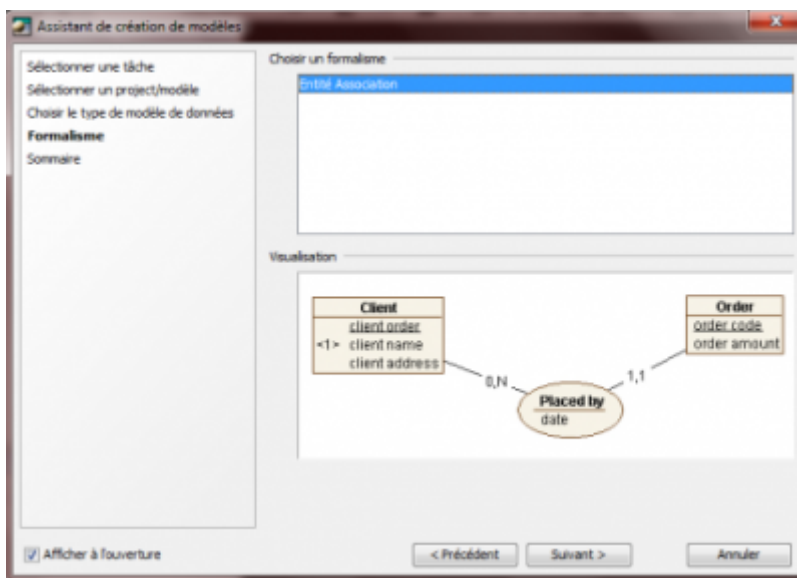 Assistant de création de modèles
Sélectionner une tâche
Sélectionner un project/modèle
Choisir le type de modèle de données
Formalisme
Sommaire
Choisir un formalisme
Entité Association
Visualisation
Client
client order
<1> client name
client address
0,N
Placed by
date
1,1
Order
order code
order amount
Afficher à l'ouverture
< Précédent
Suivant >
Annuler